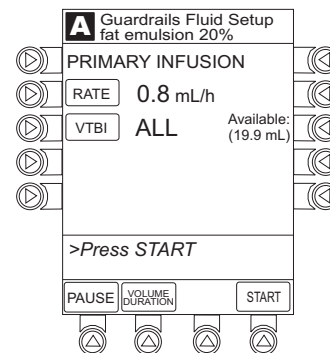 A Guardrails Fluid Setup
fat emulsion 20%
PRIMARY INFUSION
RATE 0.8 mL/h
VTBI ALL Available:
(19.9 mL)
>Press START
PAUSE VOLUME DURATION START